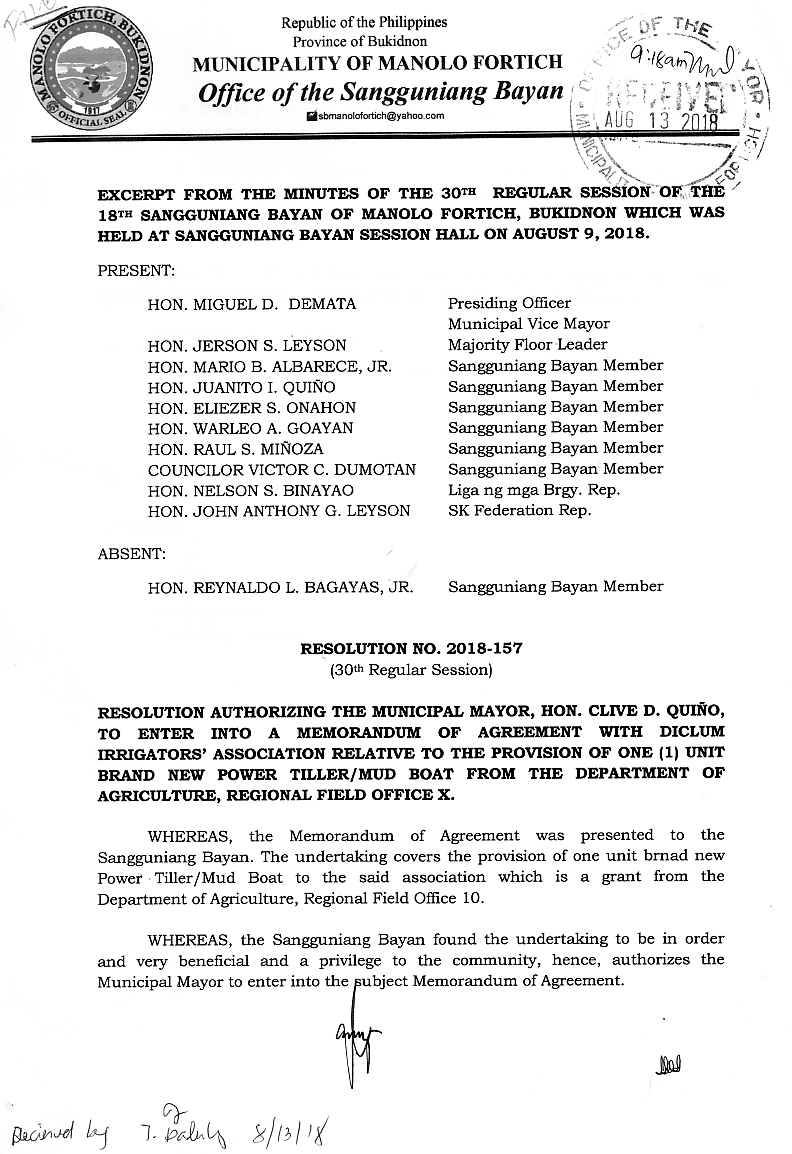 File
MANOLO FORTICH, BUKIDNON
1917
OFFICIAL SEAL
Republic of the Philippines
Province of Bukidnon
MUNICIPALITY OF MANOLO FORTICH
Office of the Sangguniang Bayan
sbmanolofortich@yahoo.com
OFFICE OF THE
9:18am
RECEIVED
AUG 13 2018
EXCERPT FROM THE MINUTES OF THE 30TH REGULAR SESSION OF THE
18TH SANGGUNIANG BAYAN OF MANOLO FORTICH, BUKIDNON WHICH WAS
HELD AT SANGGUNIANG BAYAN SESSION HALL ON AUGUST 9, 2018.
PRESENT:
HON. MIGUEL D. DEMATA Presiding Officer
Municipal Vice Mayor
HON. JERSON S. LEYSON Majority Floor Leader
HON. MARIO B. ALBARECE, JR. Sangguniang Bayan Member
HON. JUANITO I. QUIÑO Sangguniang Bayan Member
HON. ELIEZER S. ONAHON Sangguniang Bayan Member
HON. WARLEO A. GOAYAN Sangguniang Bayan Member
HON. RAUL S. MIÑOZA Sangguniang Bayan Member
COUNCILOR VICTOR C. DUMOTAN Sangguniang Bayan Member
HON. NELSON S. BINAYAO Liga ng mga Brgy. Rep.
HON. JOHN ANTHONY G. LEYSON SK Federation Rep.
ABSENT:
HON. REYNALDO L. BAGAYAS, JR. Sangguniang Bayan Member
RESOLUTION NO. 2018-157
(30th Regular Session)
RESOLUTION AUTHORIZING THE MUNICIPAL MAYOR, HON. CLIVE D. QUIÑO,
TO ENTER INTO A MEMORANDUM OF AGREEMENT WITH DICLUM
IRRIGATORS' ASSOCIATION RELATIVE TO THE PROVISION OF ONE (1) UNIT
BRAND NEW POWER TILLER/MUD BOAT FROM THE DEPARTMENT OF
AGRICULTURE, REGIONAL FIELD OFFICE X.
WHEREAS, the Memorandum of Agreement was presented to the
Sangguniang Bayan. The undertaking covers the provision of one unit brnad new
Power Tiller/Mud Boat to the said association which is a grant from the
Department of Agriculture, Regional Field Office 10.
WHEREAS, the Sangguniang Bayan found the undertaking to be in order
and very beneficial and a privilege to the community, hence, authorizes the
Municipal Mayor to enter into the subject Memorandum of Agreement.
Recieved by 8/13/18